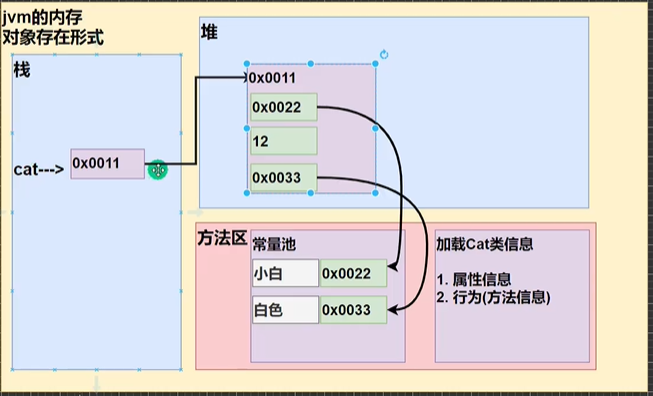 jvm的内存
对象存在形式
栈
cat--->
0x0011
堆
0x0011
0x0022
12
0x0033
方法区
常量池
小白
0x0022
白色
0x0033
加载Cat类信息
1. 属性信息
2. 行为(方法信息)